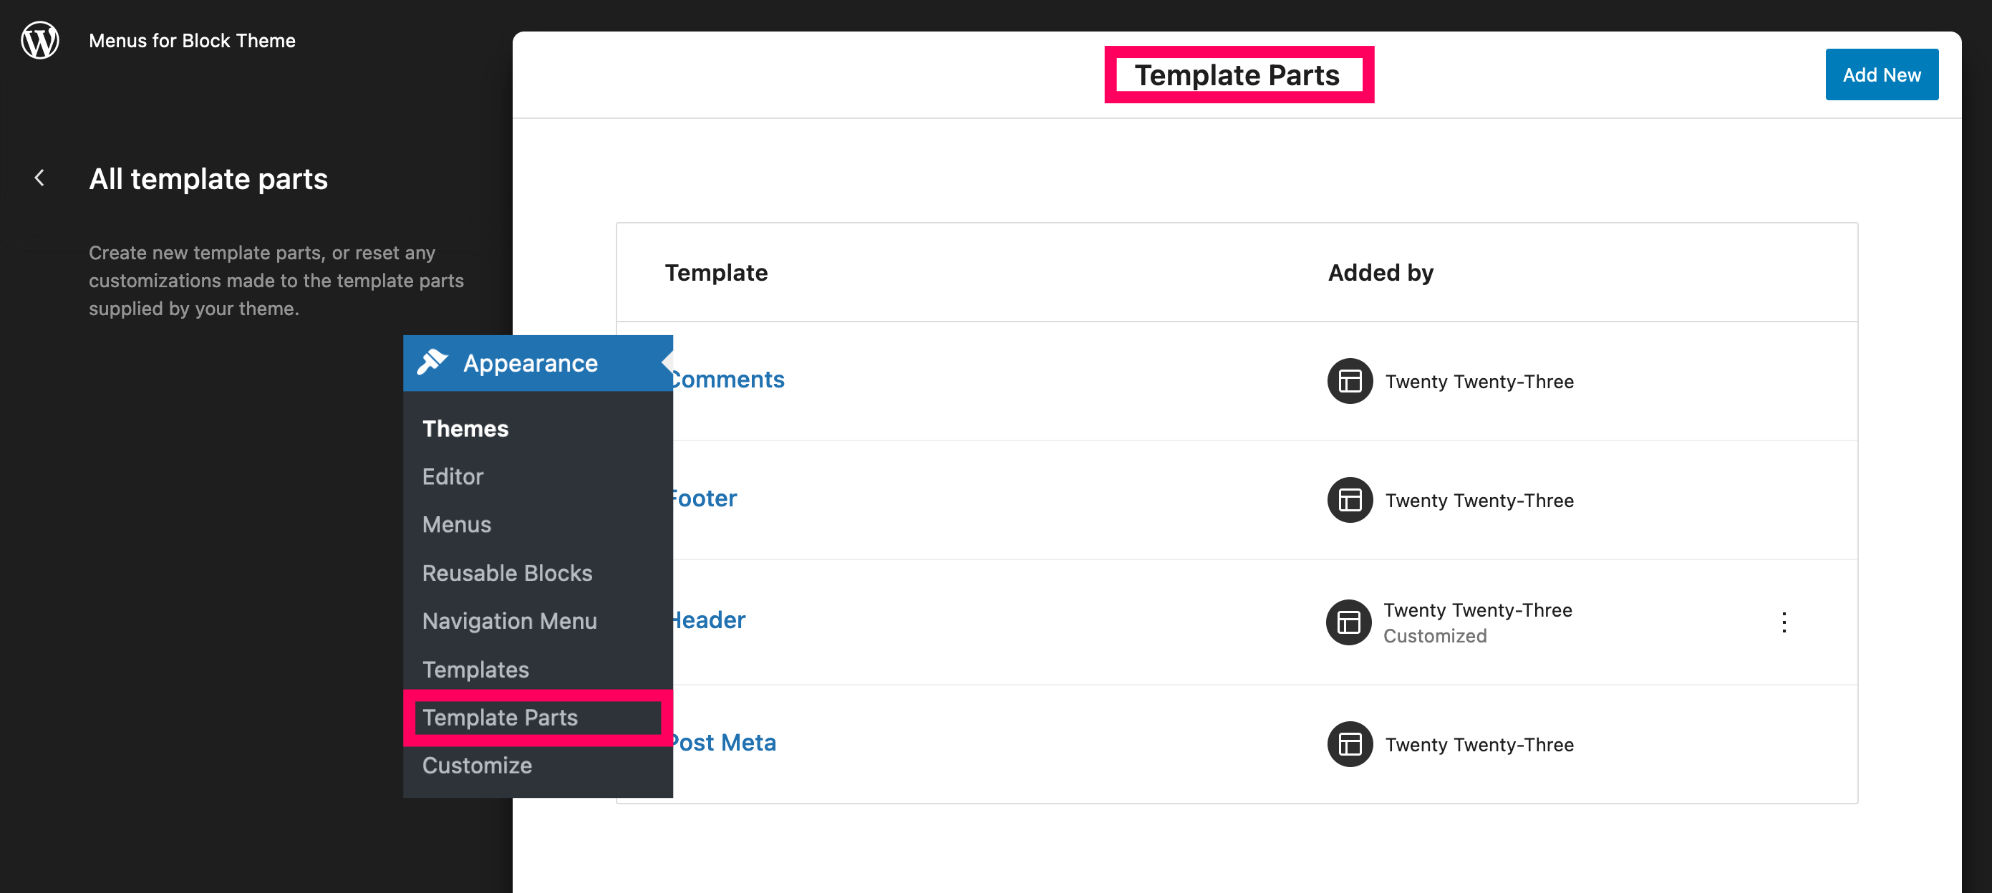 Menus for Block Theme
Template Parts
Add New
All template parts
Create new template parts, or reset any
customizations made to the template parts
supplied by your theme.
Template
Added by
Appearance
Themes
Editor
Menus
Reusable Blocks
Navigation Menu
Templates
Template Parts
Customize
Comments
Twenty Twenty-Three
Footer
Twenty Twenty-Three
Header
Twenty Twenty-Three
Customized
Post Meta
Twenty Twenty-Three